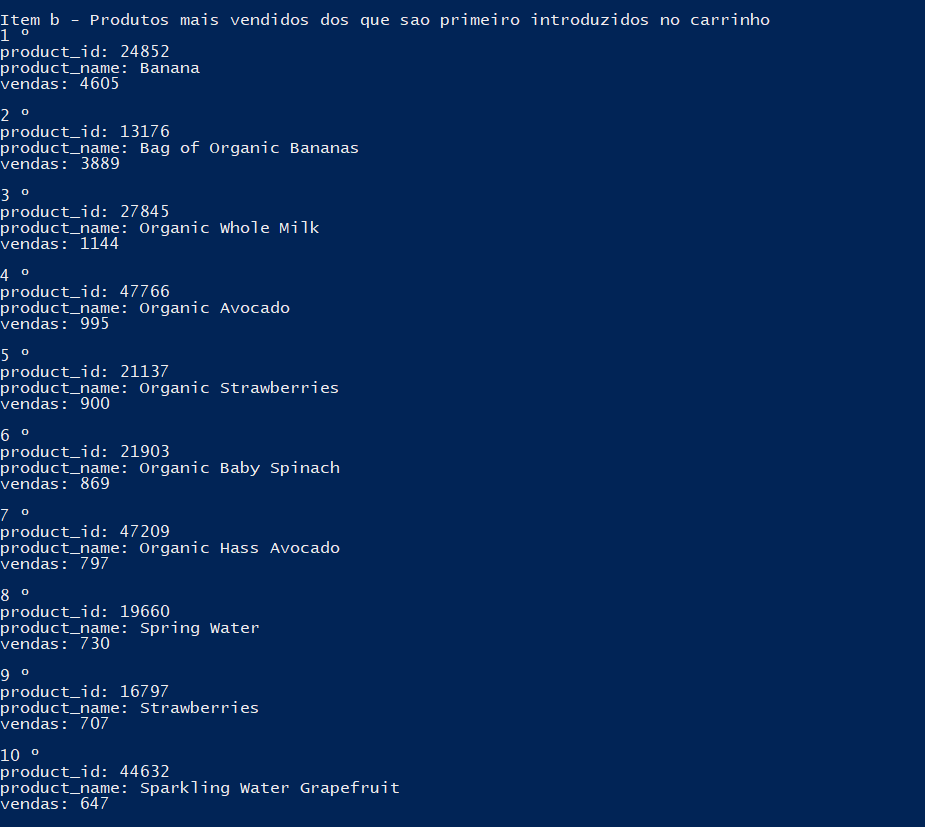 Item b - Produtos mais vendidos dos que sao primeiro introduzidos no carrinho
1 º
product_id: 24852
product_name: Banana
vendas: 4605
2 º
product_id: 13176
product_name: Bag of Organic Bananas
vendas: 3889
3 º
product_id: 27845
product_name: Organic Whole Milk
vendas: 1144
4 º
product_id: 47766
product_name: Organic Avocado
vendas: 995
5 º
product_id: 21137
product_name: Organic Strawberries
vendas: 900
6 º
product_id: 21903
product_name: Organic Baby Spinach
vendas: 869
7 º
product_id: 47209
product_name: Organic Hass Avocado
vendas: 797
8 º
product_id: 19660
product_name: Spring Water
vendas: 730
9 º
product_id: 16797
product_name: Strawberries
vendas: 707
10 º
product_id: 44632
product_name: Sparkling Water Grapefruit
vendas: 647